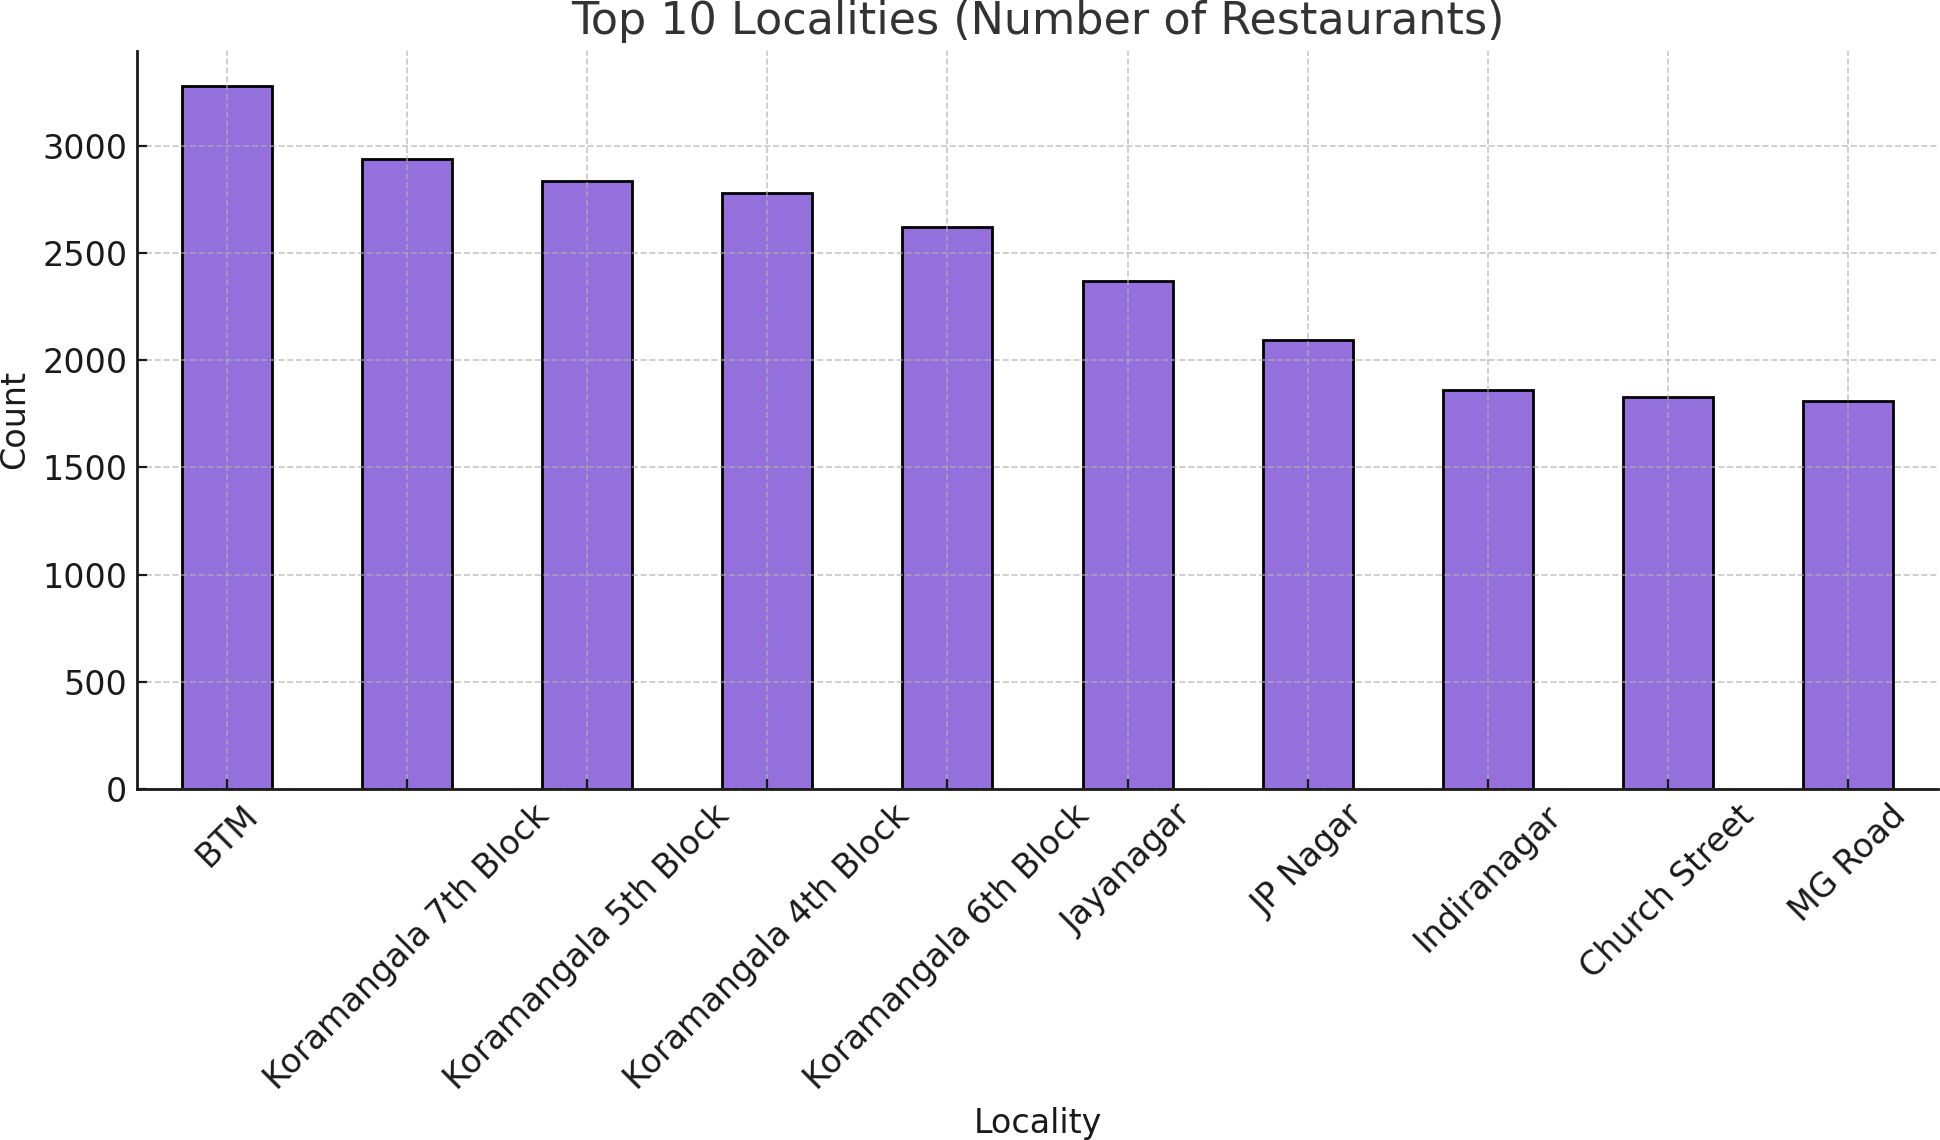 Top 10 Localities (Number of Restaurants)
3000
2500
2000
1500
1000
500
0
Count
BTM
Koramangala 7th Block
Koramangala 5th Block
Koramangala 4th Block
Koramangala 6th Block
Jayanagar
JP Nagar
Indiranagar
Church Street
MG Road
Locality